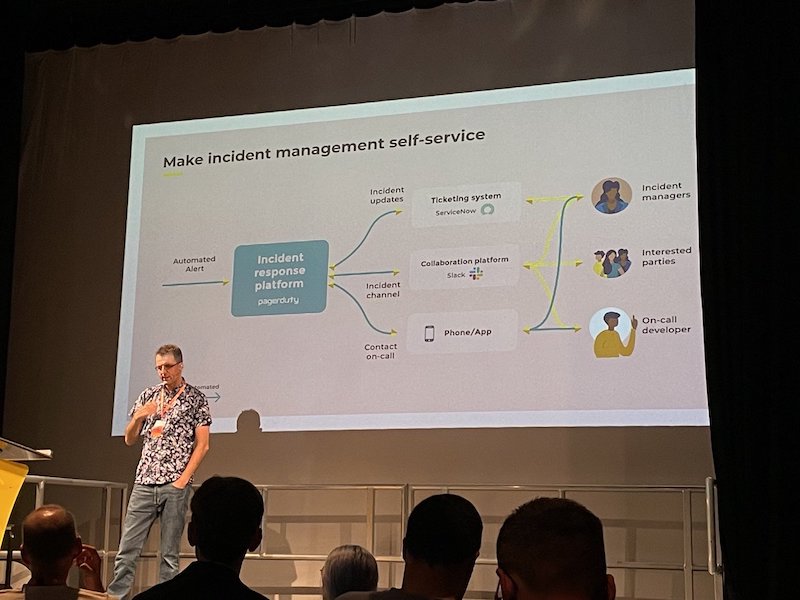 Make incident management self-service
Automated
Alert
Incident
response
platform
pagerduty
Incident
updates
Incident
channel
Contact
on-call
Ticketing system
ServiceNow
Collaboration platform
Slack
Phone/App
Incident
managers
Interested
parties
On-call
developer